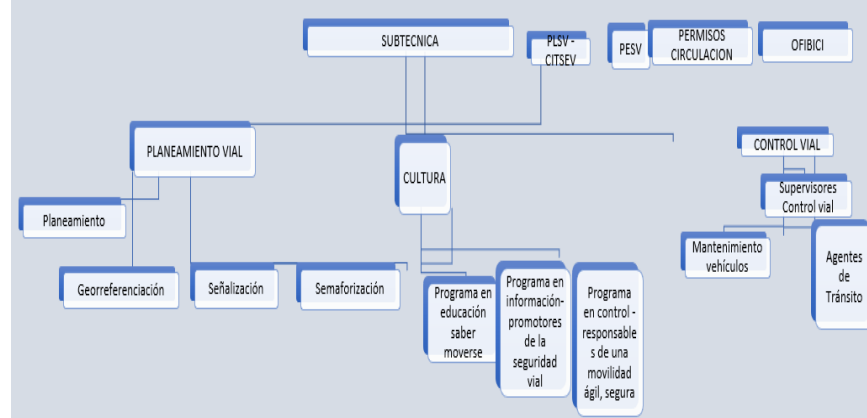 SUBTECNICA
PLSV -
CITSEV
PESV
PERMISOS
CIRCULACION
OFIBICI
PLANEAMIENTO VIAL
CULTURA
CONTROL VIAL
Supervisores
Control vial
Planeamiento
Mantenimiento
vehículos
Agentes
de
Tránsito
Georreferenciación
Señalización
Semaforización
Programa en
educación
saber
moverse
Programa en
información-
promotores
de la
seguridad
vial
Programa
en control -
responsable
s de una
movilidad
ágil, segura